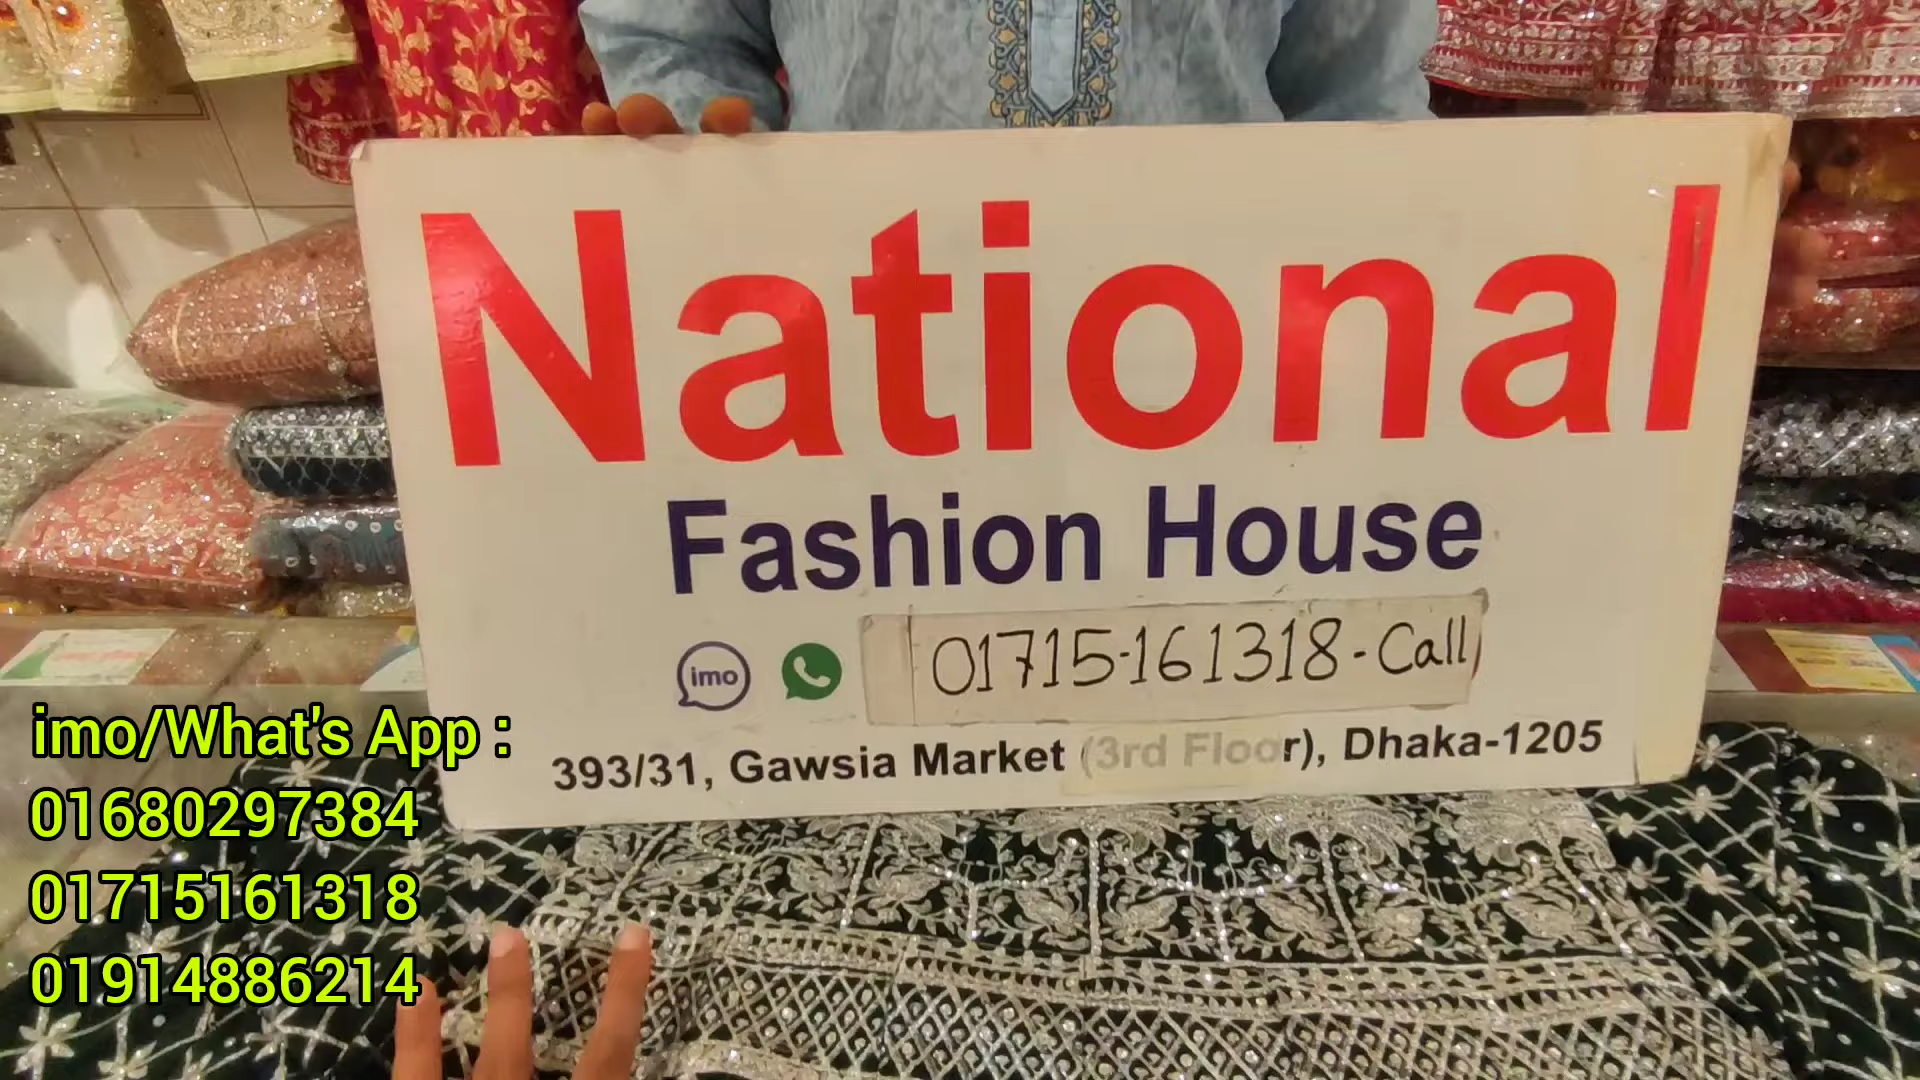 National
Fashion House
imo 01715-161318-Call
393/31, Gawsia Market (3rd Floor), Dhaka-1205
imo/What's App :
01680297384
01715161318
01914886214